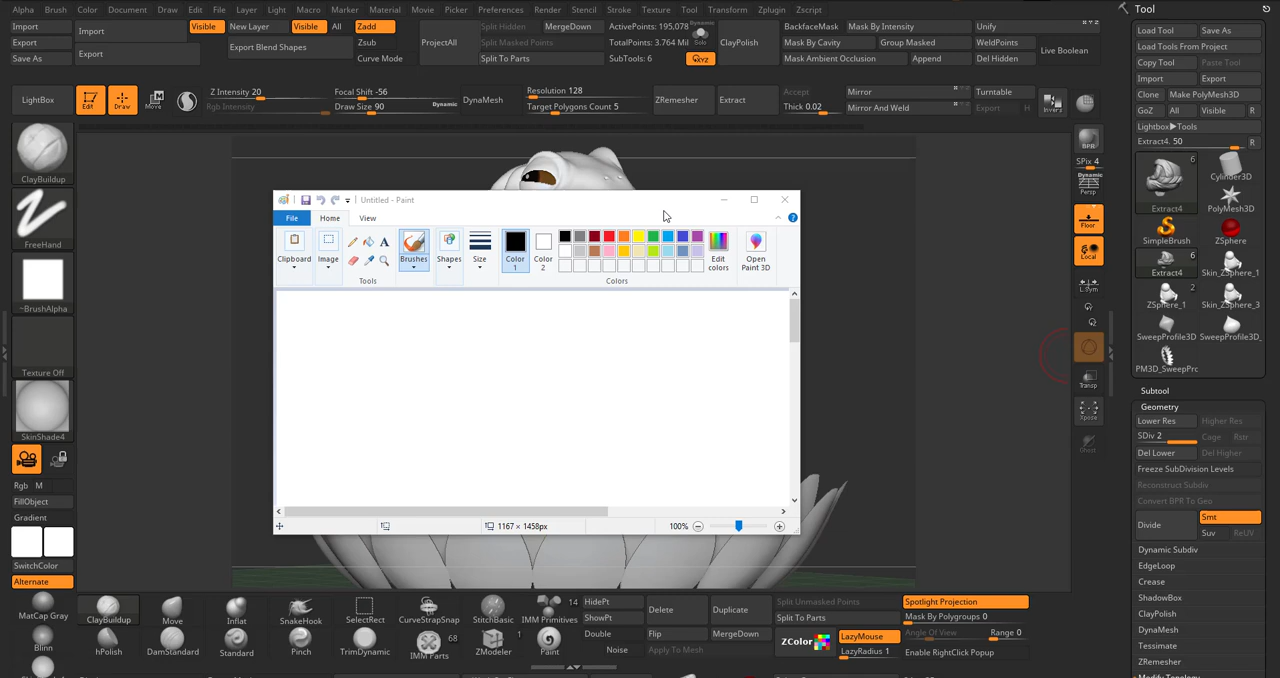 Alpha Brush Color Document Draw Edit File Layer Light Macro Marker Material Movie Picker Preferences Render Stencil Stroke Texture Tool Transform Zplugin Zscript Tool
Import Import Visible New Layer Visible All Zadd Split Hidden MergeDown ActivePoints: 195,078 Dynamic BackfaceMask Mask By Intensity Unify Load Tool Save As
Export Export Blend Shapes Zsub ProjectAll Split Masked Points TotalPoints: 3.764 Mil Solo ClayPolish Mask By Cavity Group Masked WeldPoints Live Boolean Load Tools From Project
Save As Export Curve Mode Split To Parts SubTools: 6 Qxyz Mask Ambient Occlusion Append Del Hidden Copy Tool Paste Tool
Import Export
LightBox Edit Draw Move Z Intensity 20 Focal Shift -56 DynaMesh Resolution 128 ZRemesher Extract Accept Mirror Turntable Invers Clone Make PolyMesh3D
Rgb Intensity Draw Size 90 Dynamic Target Polygons Count 5 Thick 0.02 Mirror And Weld Export H GoZ All Visible R
Lightbox▶Tools
Extract4. 50 R
BPR
SPix 4
Dynamic
Persp
6
Extract4 Cylinder3D
PolyMesh3D
ClayBuildup
Untitled - Paint
File Home View
Clipboard Image Brushes Shapes Size Color 1 Color 2 Edit colors Open Paint 3D
Tools Colors
1167 × 1458px 100%
FreeHand
~BrushAlpha
Texture Off
SkinShade4
Rgb M
FillObject
Gradient
SwitchColor
Alternate
Floor
Local
L.Sym
Transp
Xpose
Ghost
SimpleBrush ZSphere
6
Extract4 Skin_ZSphere_1
2
ZSphere_1 Skin_ZSphere_3
SweepProfile3D SweepProfile3D_
PM3D_SweepPrc
Subtool
Geometry
Lower Res Higher Res
SDiv 2 Cage Rstr
Del Lower Del Higher
Freeze SubDivision Levels
Reconstruct Subdiv
Convert BPR To Geo
Divide Smt
Suv ReUV
Dynamic Subdiv
EdgeLoop
Crease
ShadowBox
ClayPolish
DynaMesh
Tessimate
ZRemesher
Modify Topology
MatCap Gray ClayBuildup Move Inflat SnakeHook SelectRect CurveStrapSnap StitchBasic 14 IMM Primitives HidePt Delete Duplicate Split Unmasked Points Spotlight Projection
ShowPt Split To Parts Mask By Polygroups 0
Blinn hPolish DamStandard Standard Pinch TrimDynamic 68 IMM Parts 1 ZModeler Paint Double Flip MergeDown ZColor LazyMouse Angle Of View Range 0
Noise Apply To Mesh LazyRadius 1 Enable RightClick Popup